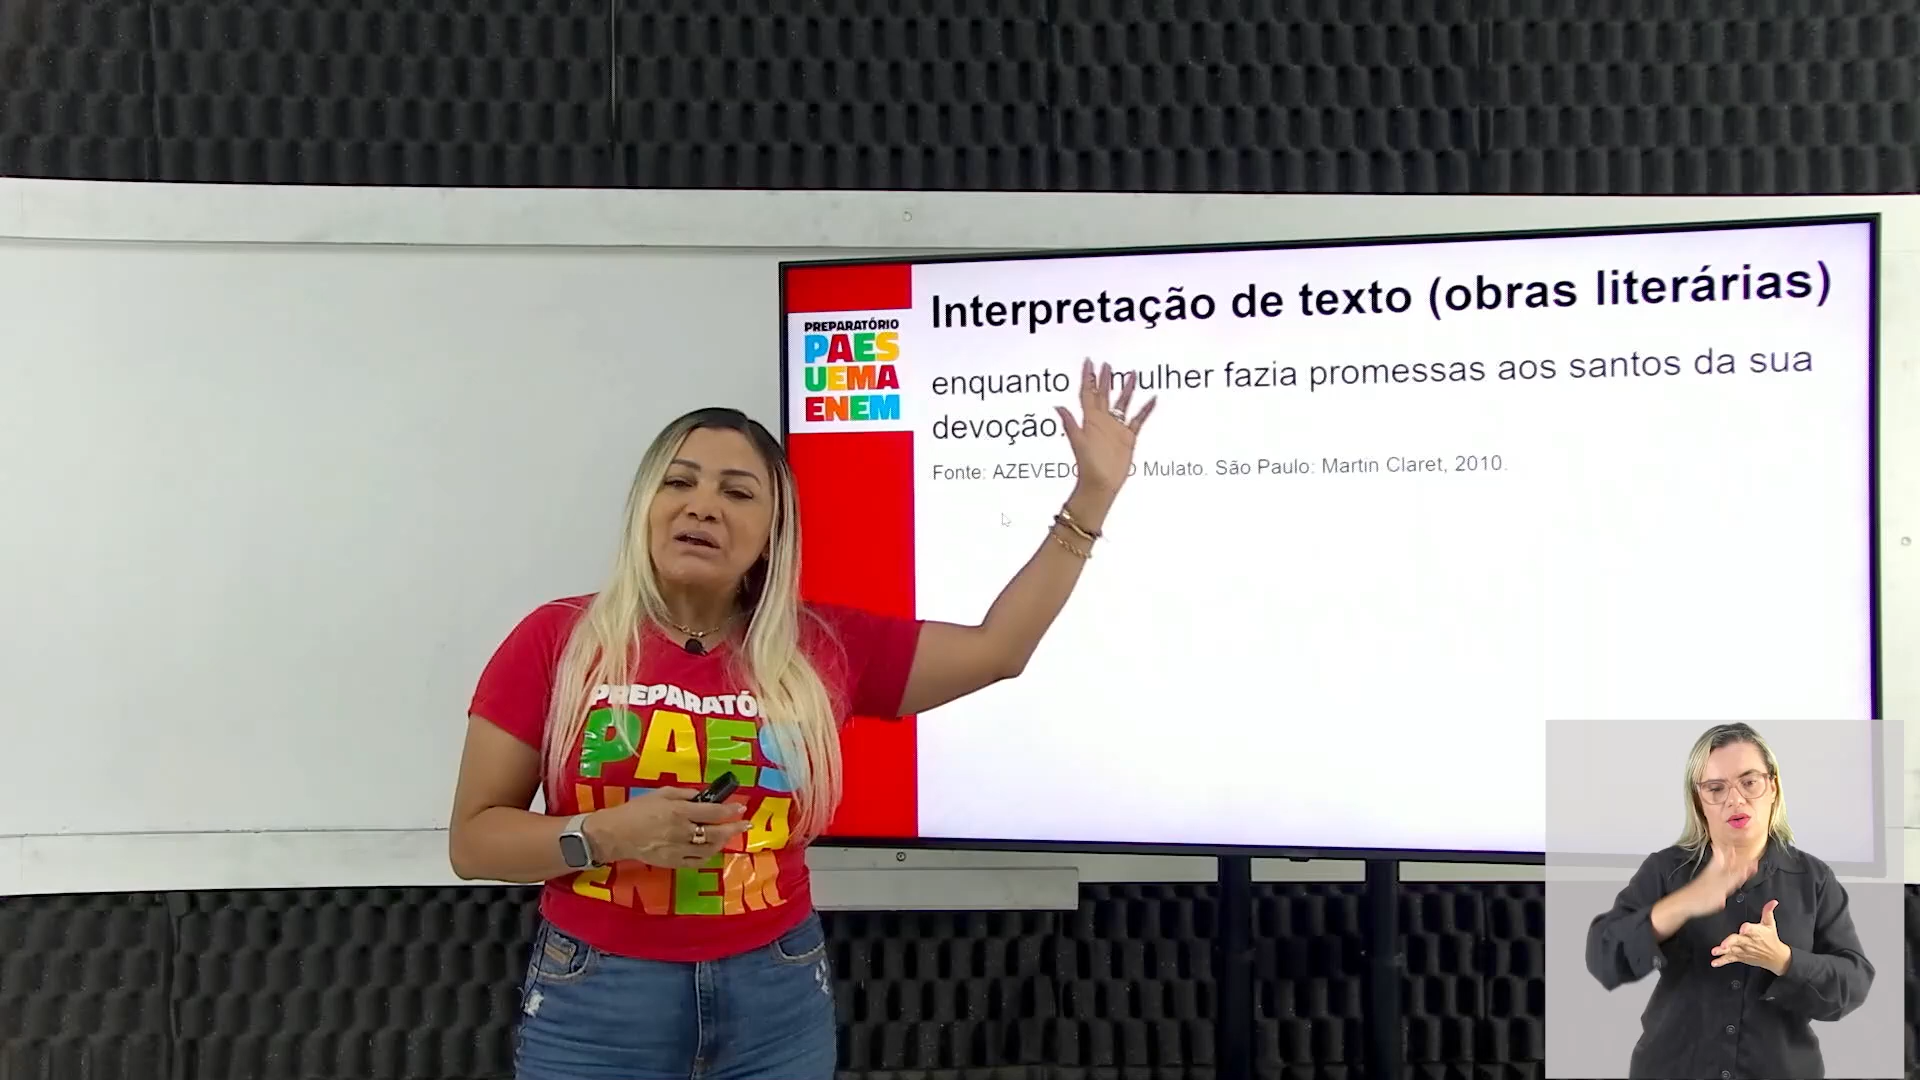 Interpretação de texto (obras literárias)
PREPARATÓRIO
PAES
UEMA
ENEM
enquanto mulher fazia promessas aos santos da sua
devoção.
Fonte: AZEVEDO Mulato. São Paulo: Martin Claret, 2010.
PREPARATÓ
PAES
ENEM